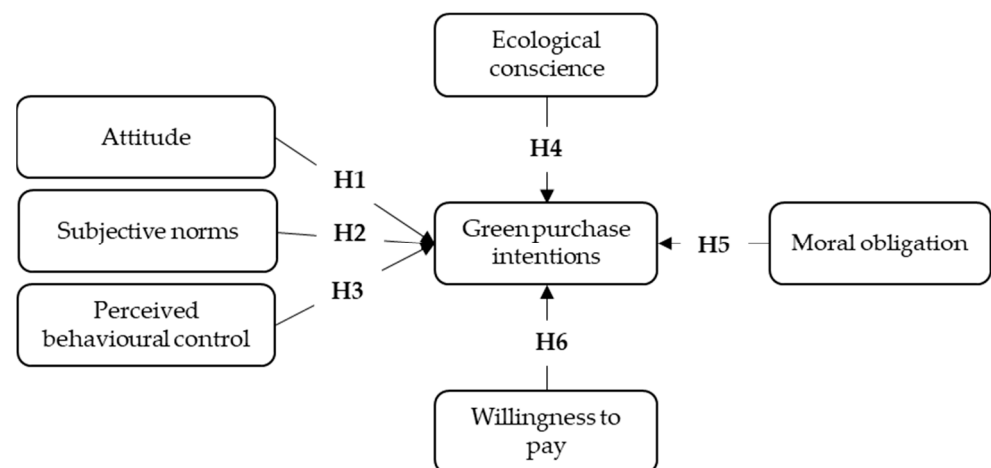 Ecological
conscience
Attitude
H4
H1
Subjective norms
H2
Green purchase
intentions
H5
Moral obligation
H3
Perceived
behavioural control
H6
Willingness to
pay